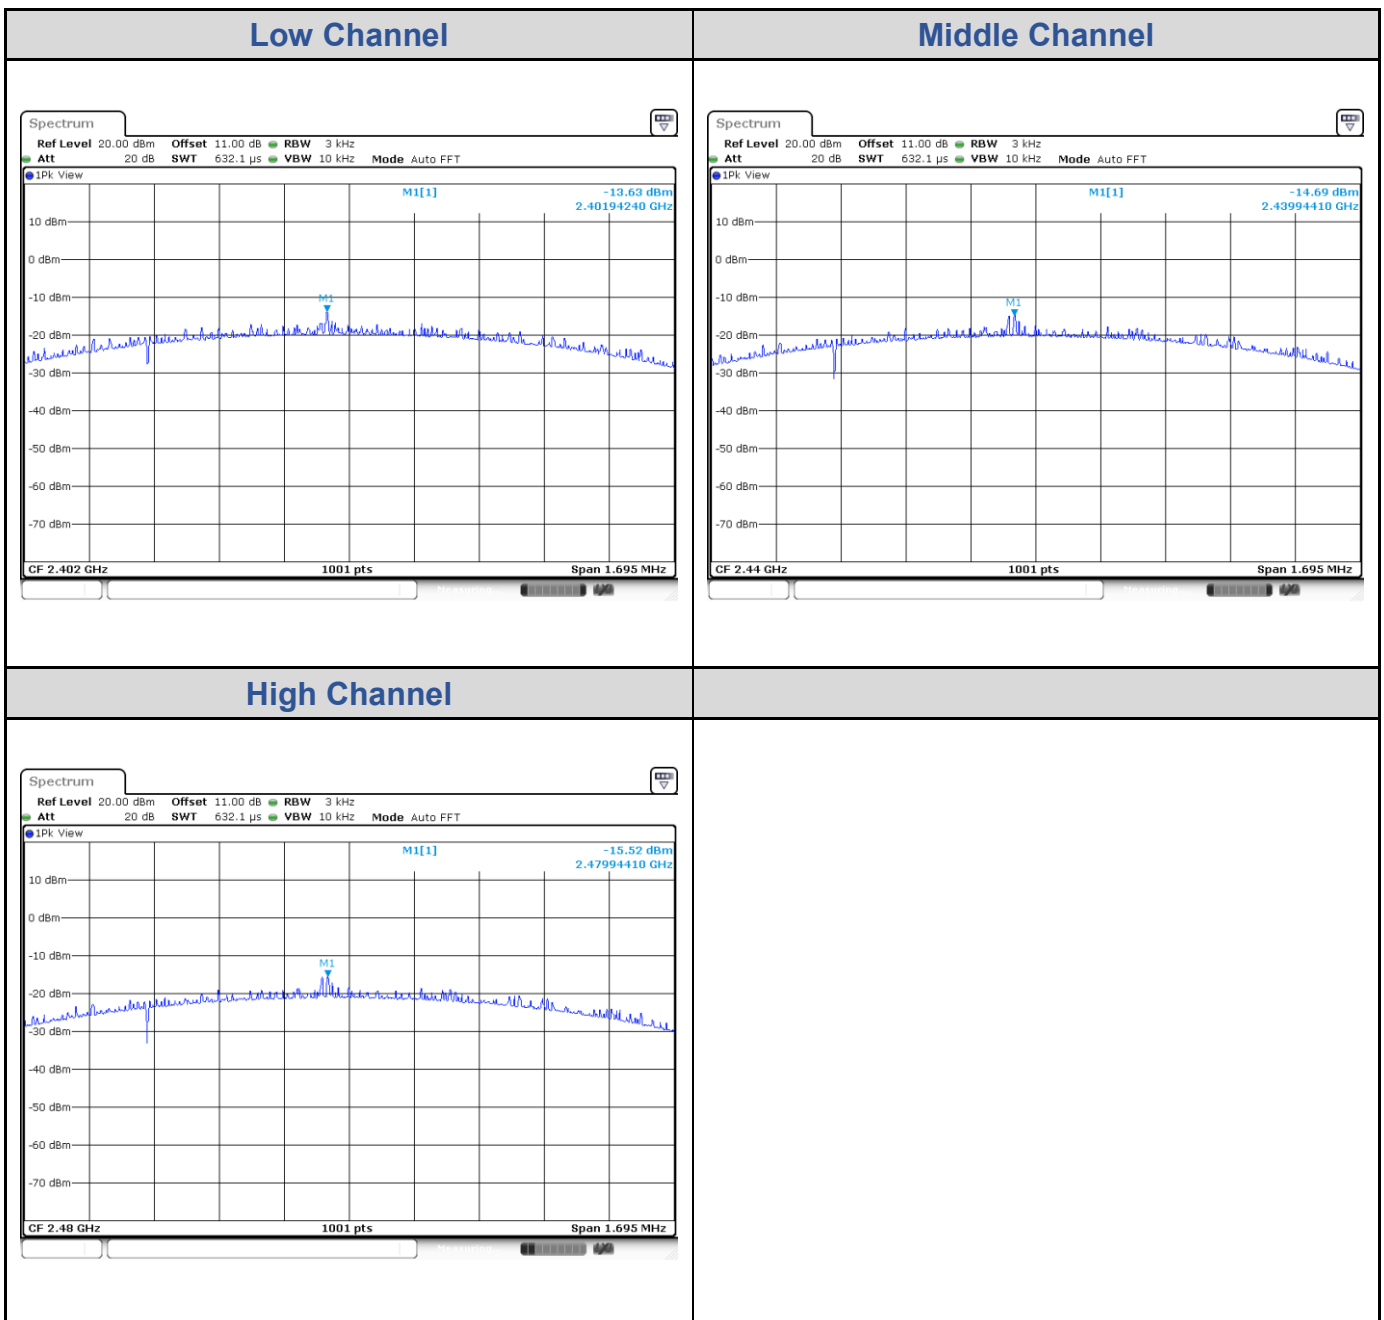 Low Channel
Middle Channel
Spectrum
Ref Level 20.00 dBm Offset 11.00 dB RBW 3 kHz
Att 20 dB SWT 632.1 µs VBW 10 kHz Mode Auto FFT
1Pk View
M1[1] -13.63 dBm
2.40194240 GHz
10 dBm
0 dBm
M1
-10 dBm
-20 dBm
-30 dBm
-40 dBm
-50 dBm
-60 dBm
-70 dBm
CF 2.402 GHz 1001 pts Span 1.695 MHz
Measuring...
Spectrum
Ref Level 20.00 dBm Offset 11.00 dB RBW 3 kHz
Att 20 dB SWT 632.1 µs VBW 10 kHz Mode Auto FFT
1Pk View
M1[1] -14.69 dBm
2.43994410 GHz
10 dBm
0 dBm
-10 dBm
M1
-20 dBm
-30 dBm
-40 dBm
-50 dBm
-60 dBm
-70 dBm
CF 2.44 GHz 1001 pts Span 1.695 MHz
Measuring...
High Channel
Spectrum
Ref Level 20.00 dBm Offset 11.00 dB RBW 3 kHz
Att 20 dB SWT 632.1 µs VBW 10 kHz Mode Auto FFT
1Pk View
M1[1] -15.52 dBm
2.47994410 GHz
10 dBm
0 dBm
-10 dBm
M1
-20 dBm
-30 dBm
-40 dBm
-50 dBm
-60 dBm
-70 dBm
CF 2.48 GHz 1001 pts Span 1.695 MHz
Measuring...